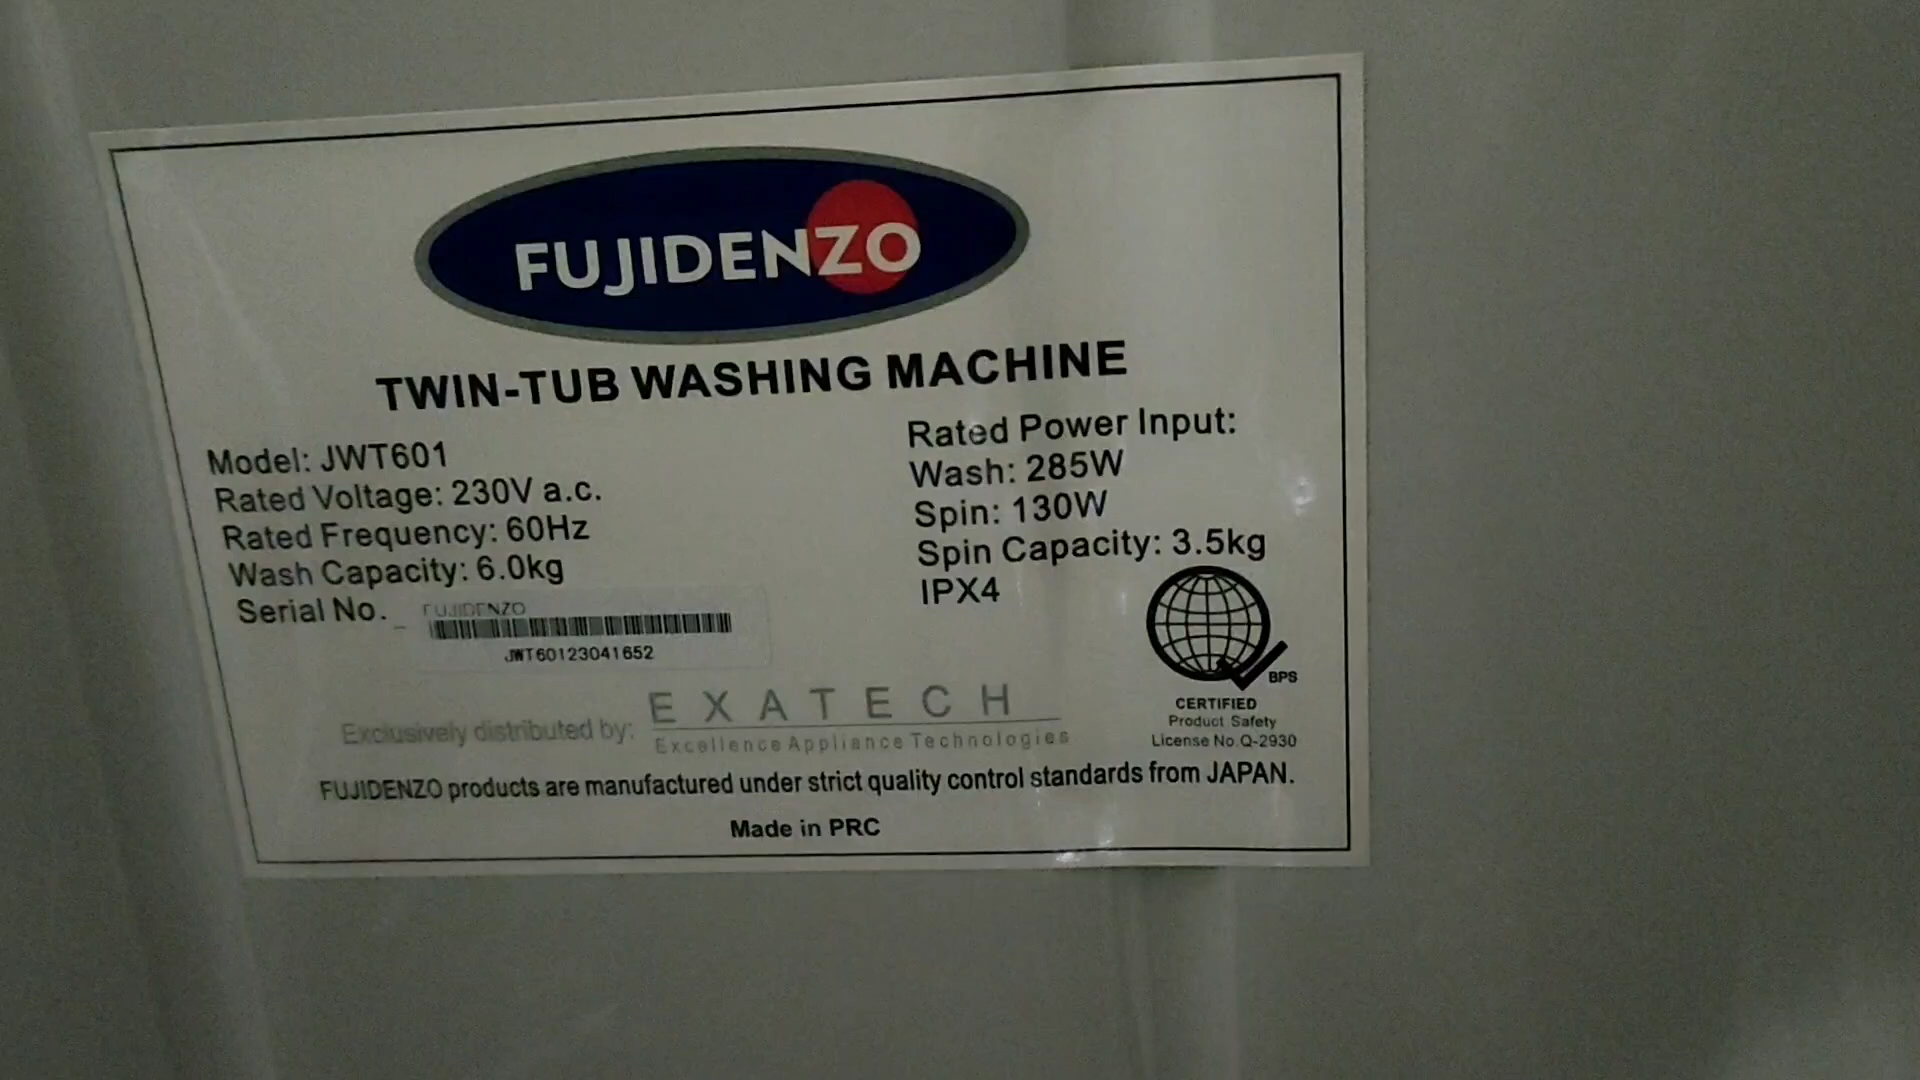 FUJIDENZO
TWIN-TUB WASHING MACHINE
Model: JWT601
Rated Voltage: 230V a.c.
Rated Frequency: 60Hz
Wash Capacity: 6.0kg
Serial No.
FUJIDENZO
JWT60123041652
Rated Power Input:
Wash: 285W
Spin: 130W
Spin Capacity: 3.5kg
IPX4
BPS
CERTIFIED
Product Safety
License No.Q-2930
Exclusively distributed by: EXATECH
Excellence Appliance Technologies
FUJIDENZO products are manufactured under strict quality control standards from JAPAN.
Made in PRC